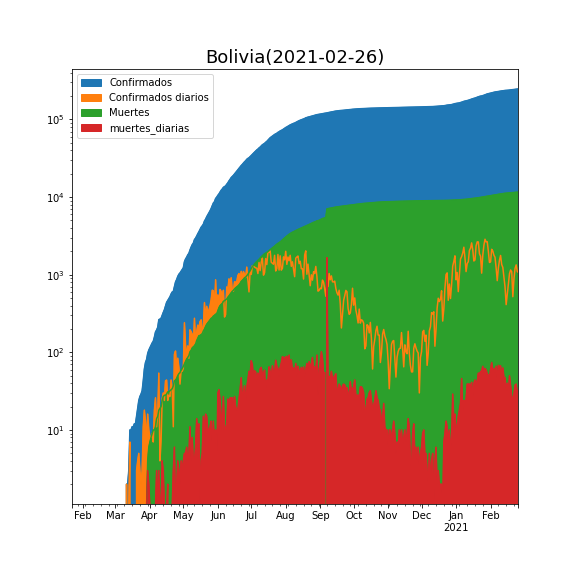 Bolivia(2021-02-26)
Confirmados
Confirmados diarios
Muertes
muertes_diarias
10^5
10^4
10^3
10^2
10^1
Feb Mar Apr May Jun Jul Aug Sep Oct Nov Dec Jan Feb
2021